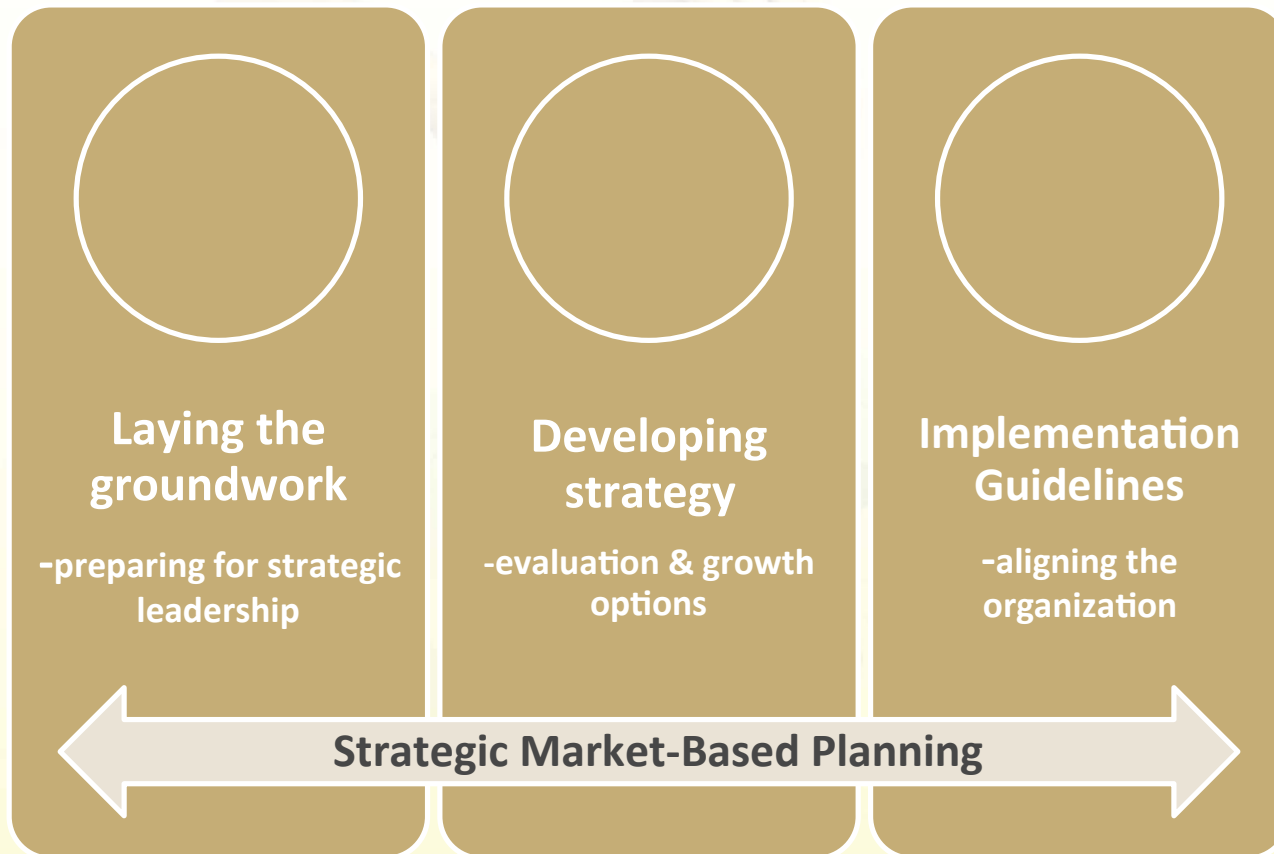 Laying the
groundwork
-preparing for strategic
leadership
Developing
strategy
-evaluation & growth
options
Implementation
Guidelines
-aligning the
organization
Strategic Market-Based Planning